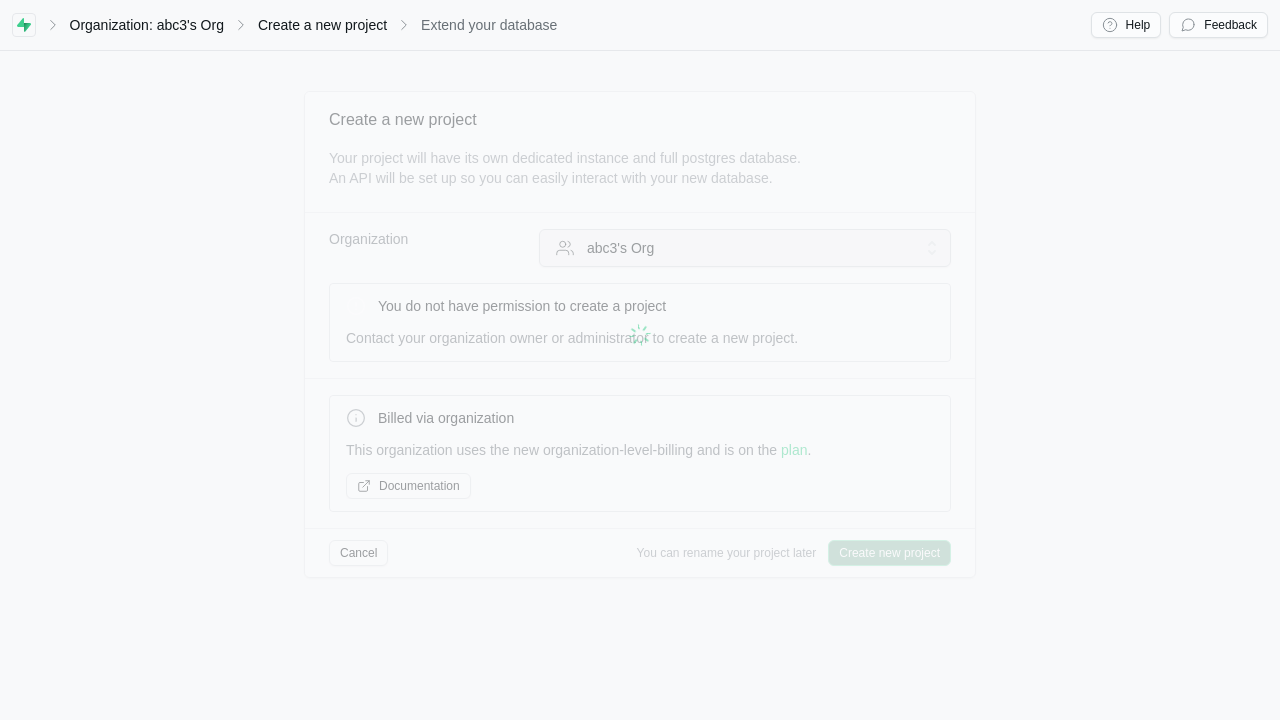 Organization: abc3's Org
Create a new project
Extend your database
Help
Feedback
Create a new project
Your project will have its own dedicated instance and full postgres database.
An API will be set up so you can easily interact with your new database.
Organization
abc3's Org
You do not have permission to create a project
Contact your organization owner or administrator to create a new project.
Billed via organization
This organization uses the new organization-level-billing and is on the plan.
Documentation
Cancel
You can rename your project later
Create new project